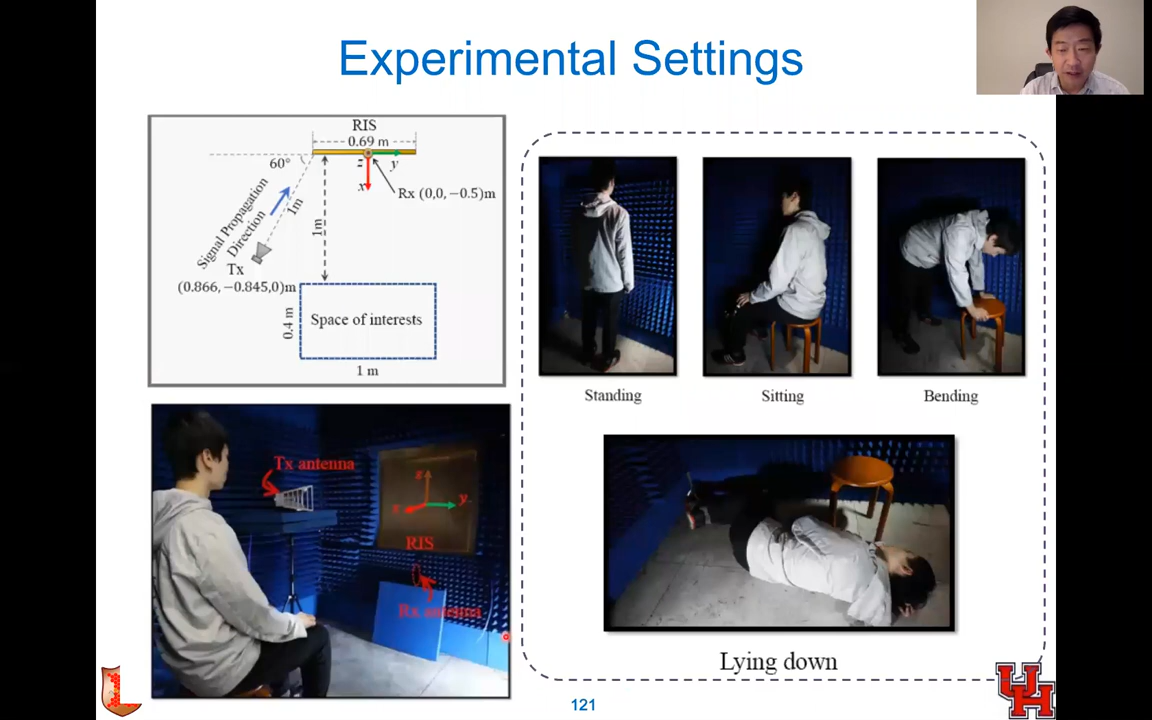 Experimental Settings
RIS
0.69 m
60°
z
y
x
Rx (0,0, −0.5)m
Signal Propagation
Direction
1m
1m
Tx
(0.866, −0.845,0)m
0.4 m
Space of interests
1 m
Tx antenna
z
x
y
RIS
Rx antenna
Standing
Sitting
Bending
Lying down
121
L
UH